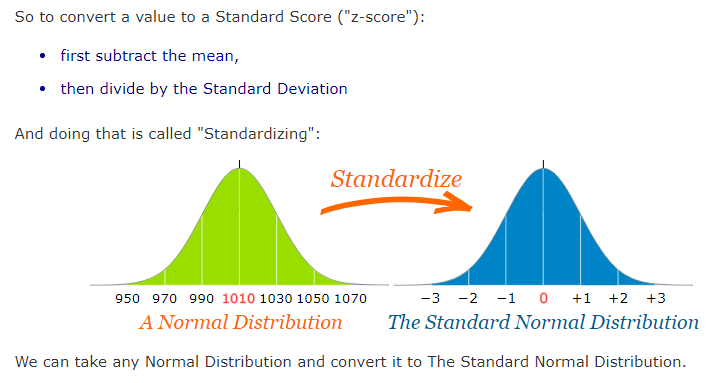 So to convert a value to a Standard Score ("z-score"):
• first subtract the mean,
• then divide by the Standard Deviation
And doing that is called "Standardizing":
Standardize
950 970 990 1010 1030 1050 1070
−3 −2 −1 0 +1 +2 +3
A Normal Distribution
The Standard Normal Distribution
We can take any Normal Distribution and convert it to The Standard Normal Distribution.